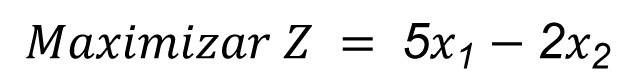 Maximizar Z = 5x₁ − 2x₂